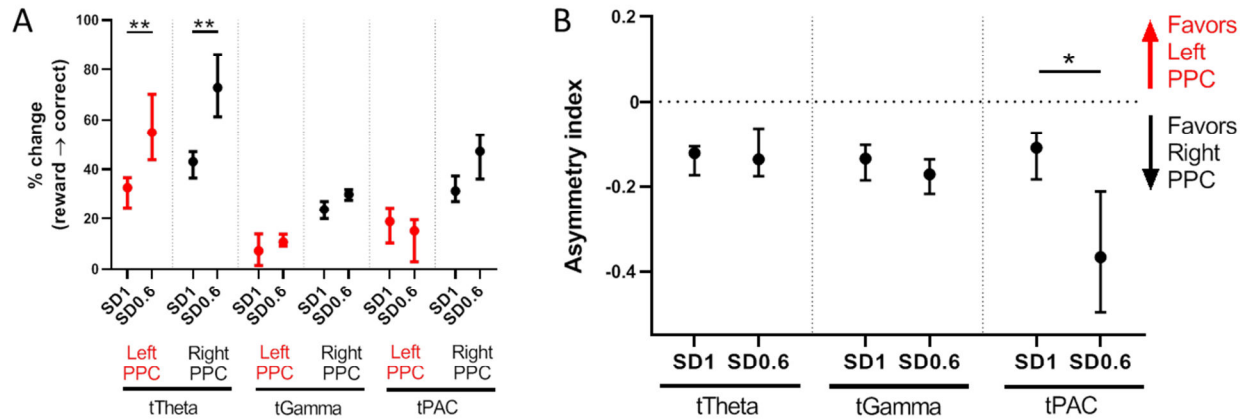 A
% change
(reward → correct)
100
80
60
40
20
0
**
**
SD1
SD0.6
SD1
SD0.6
SD1
SD0.6
SD1
SD0.6
SD1
SD0.6
SD1
SD0.6
Left
PPC
Right
PPC
Left
PPC
Right
PPC
Left
PPC
Right
PPC
tTheta
tGamma
tPAC
B
Asymmetry index
0.2
0
-0.2
-0.4
*
Favors
Left
PPC
Favors
Right
PPC
SD1 SD0.6
SD1 SD0.6
SD1 SD0.6
tTheta
tGamma
tPAC